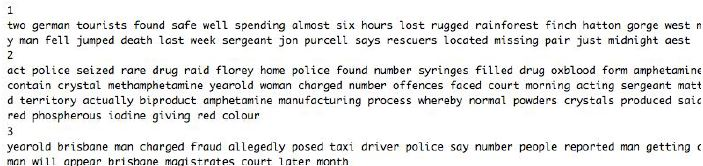 1
two german tourists found safe well spending almost six hours lost rugged rainforest finch hatton gorge west
y man fell jumped death last week sergeant jon purcell says rescuers located missing pair just midnight aest
2
act police seized rare drug raid florey home police found number syringes filled drug oxblood form amphetamine
contain crystal methamphetamine yearold woman charged number offences faced court morning acting sergeant matt
d territory actually biproduct amphetamine manufacturing process whereby normal powders crystals produced said
red phospherous iodine giving red colour
3
yearold brisbane man charged fraud allegedly posed taxi driver police say number people reported man getting
man will appear brisbane magistrates court later month